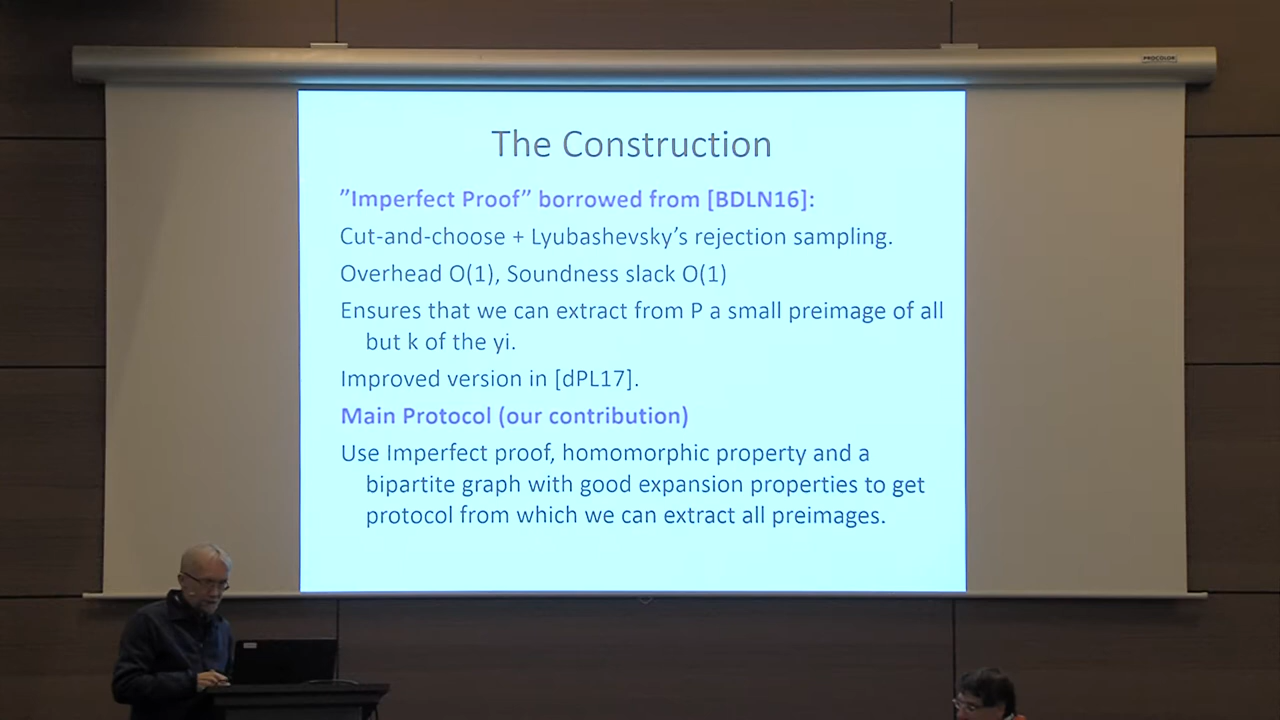 PROCOLOR
The Construction
”Imperfect Proof” borrowed from [BDLN16]:
Cut-and-choose + Lyubashevsky’s rejection sampling.
Overhead O(1), Soundness slack O(1)
Ensures that we can extract from P a small preimage of all
but k of the yi.
Improved version in [dPL17].
Main Protocol (our contribution)
Use Imperfect proof, homomorphic property and a
bipartite graph with good expansion properties to get
protocol from which we can extract all preimages.